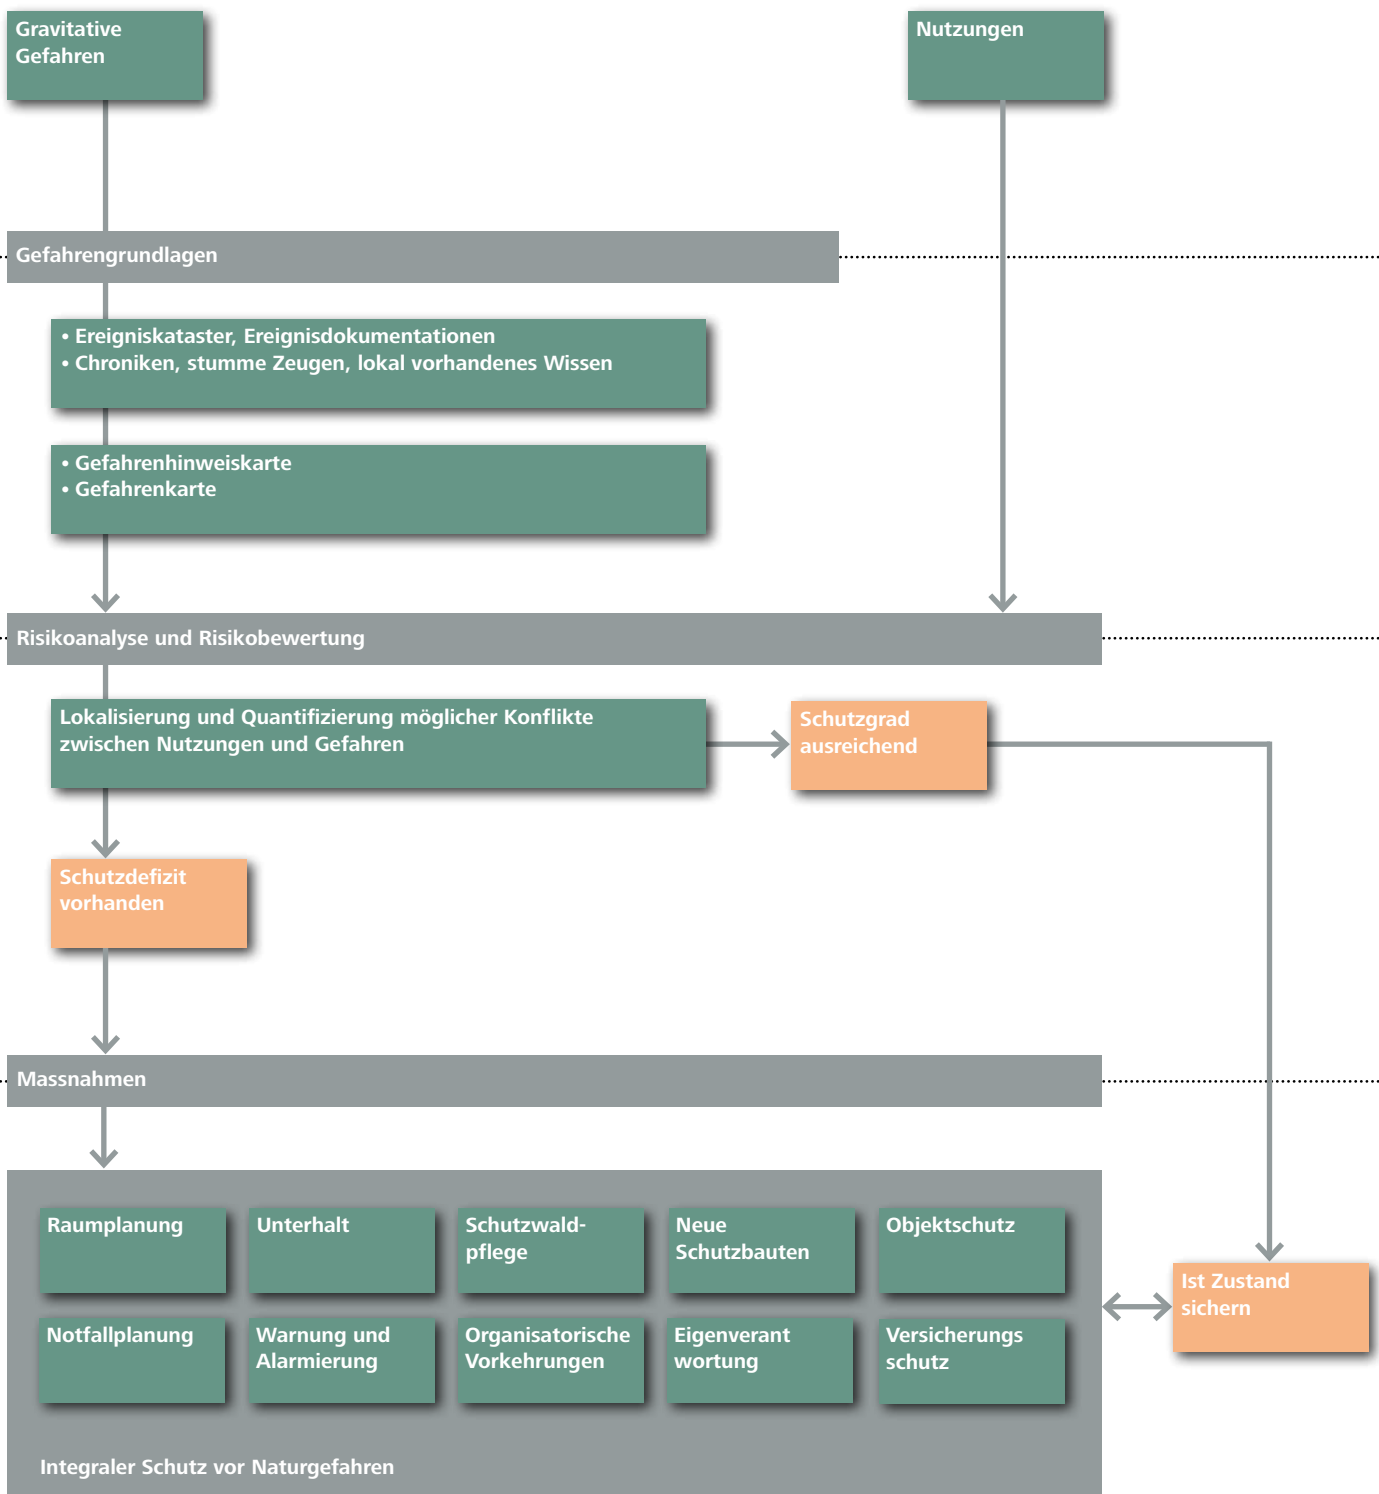 Gravitative
Gefahren
Nutzungen
Gefahrengrundlagen
• Ereigniskataster, Ereignisdokumentationen
• Chroniken, stumme Zeugen, lokal vorhandenes Wissen
• Gefahrenhinweiskarte
• Gefahrenkarte
Risikoanalyse und Risikobewertung
Lokalisierung und Quantifizierung möglicher Konflikte
zwischen Nutzungen und Gefahren
Schutzgrad
ausreichend
Schutzdefizit
vorhanden
Massnahmen
Raumplanung
Unterhalt
Schutzwald-
pflege
Neue
Schutzbauten
Objektschutz
Ist Zustand
sichern
Notfallplanung
Warnung und
Alarmierung
Organisatorische
Vorkehrungen
Eigenverant
wortung
Versicherungs
schutz
Integraler Schutz vor Naturgefahren